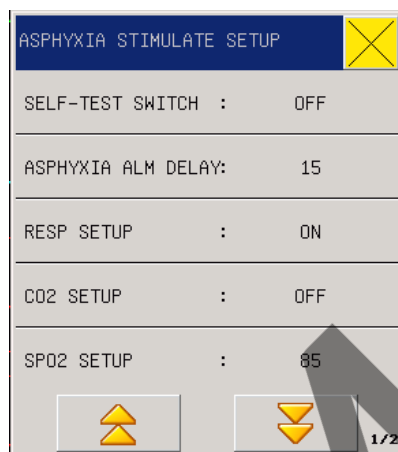 ASPHYXIA STIMULATE SETUP
SELF-TEST SWITCH : OFF
ASPHYXIA ALM DELAY: 15
RESP SETUP : ON
CO2 SETUP : OFF
SPO2 SETUP : 85
1/2